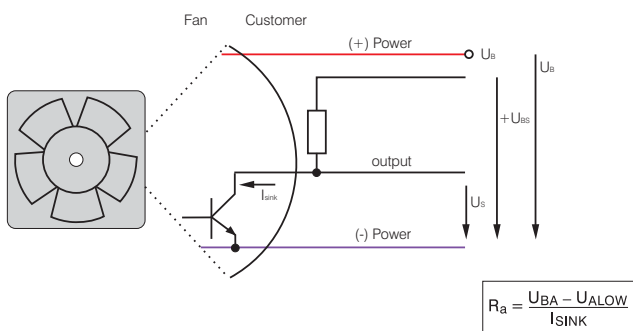 Fan Customer
(+) Power
UB
UB
+UBS
output
Isink
US
(-) Power
Ra = UBA – UALOW
ISINK